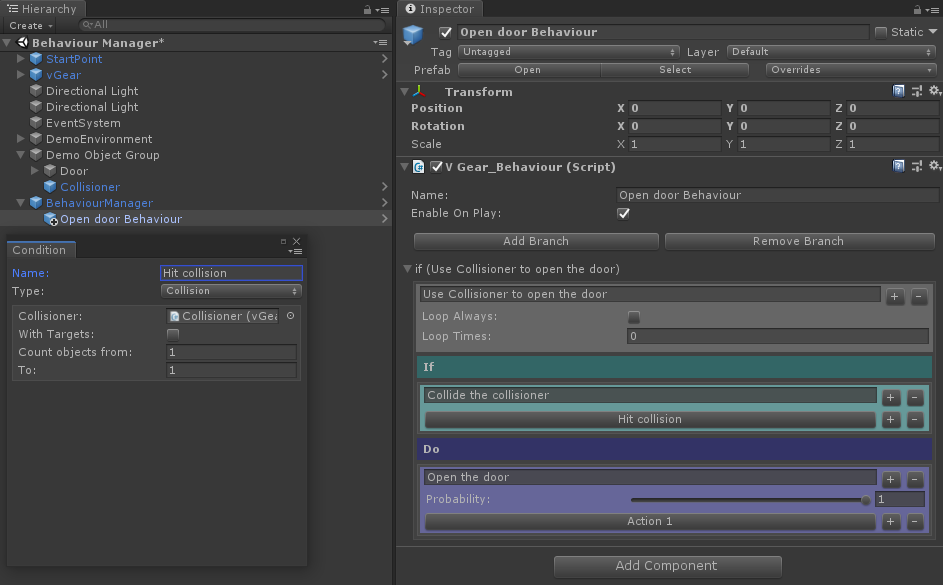 Hierarchy
Create
All
Behaviour Manager*
StartPoint
vGear
Directional Light
Directional Light
EventSystem
DemoEnvironment
Demo Object Group
Door
Collisioner
BehaviourManager
Open door Behaviour
Condition
Name: Hit collision
Type: Collision
Collisioner: Collisioner (vGea
With Targets:
Count objects from: 1
To: 1
Inspector
Open door Behaviour Static
Tag Untagged Layer Default
Prefab Open Select Overrides
Transform
Position X 0 Y 0 Z 0
Rotation X 0 Y 0 Z 0
Scale X 1 Y 1 Z 1
V Gear_Behaviour (Script)
Name: Open door Behaviour
Enable On Play:
Add Branch Remove Branch
if (Use Collisioner to open the door)
Use Collisioner to open the door + -
Loop Always:
Loop Times: 0
If
Collide the collisioner + -
Hit collision + -
Do
Open the door + -
Probability: 1
Action 1 + -
Add Component